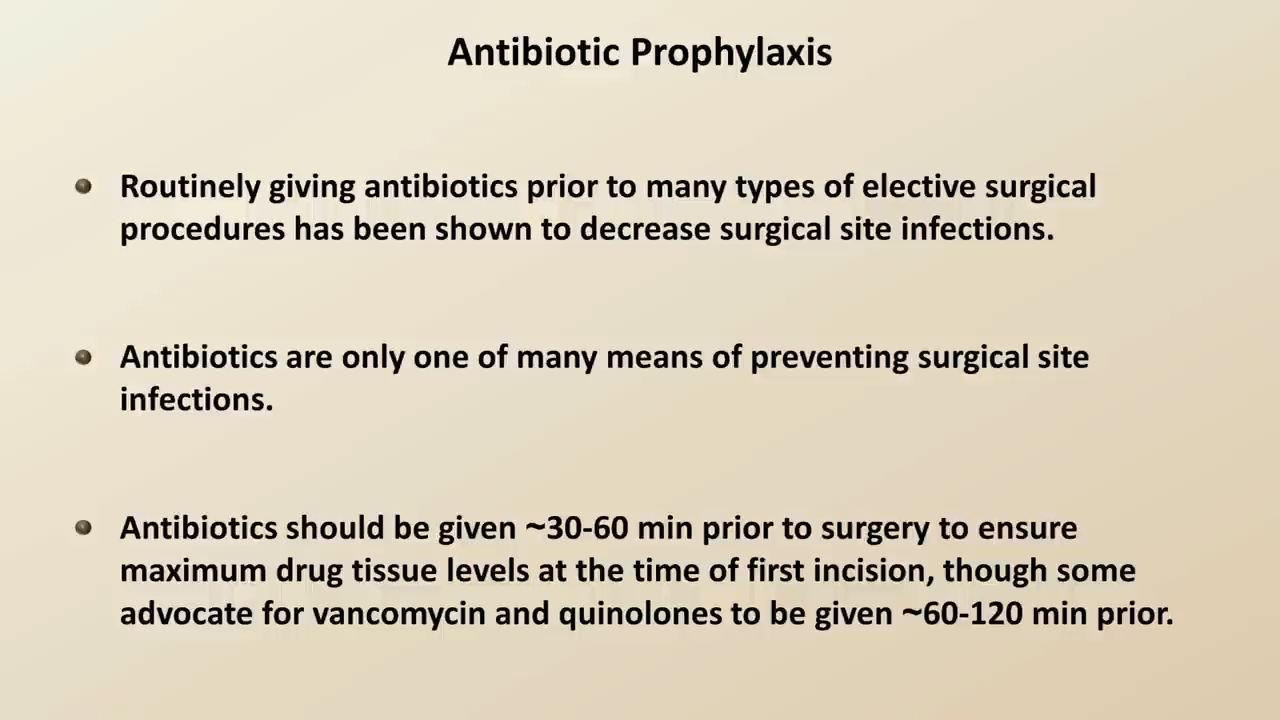 Antibiotic Prophylaxis
Routinely giving antibiotics prior to many types of elective surgical
procedures has been shown to decrease surgical site infections.
Antibiotics are only one of many means of preventing surgical site
infections.
Antibiotics should be given ~30-60 min prior to surgery to ensure
maximum drug tissue levels at the time of first incision, though some
advocate for vancomycin and quinolones to be given ~60-120 min prior.